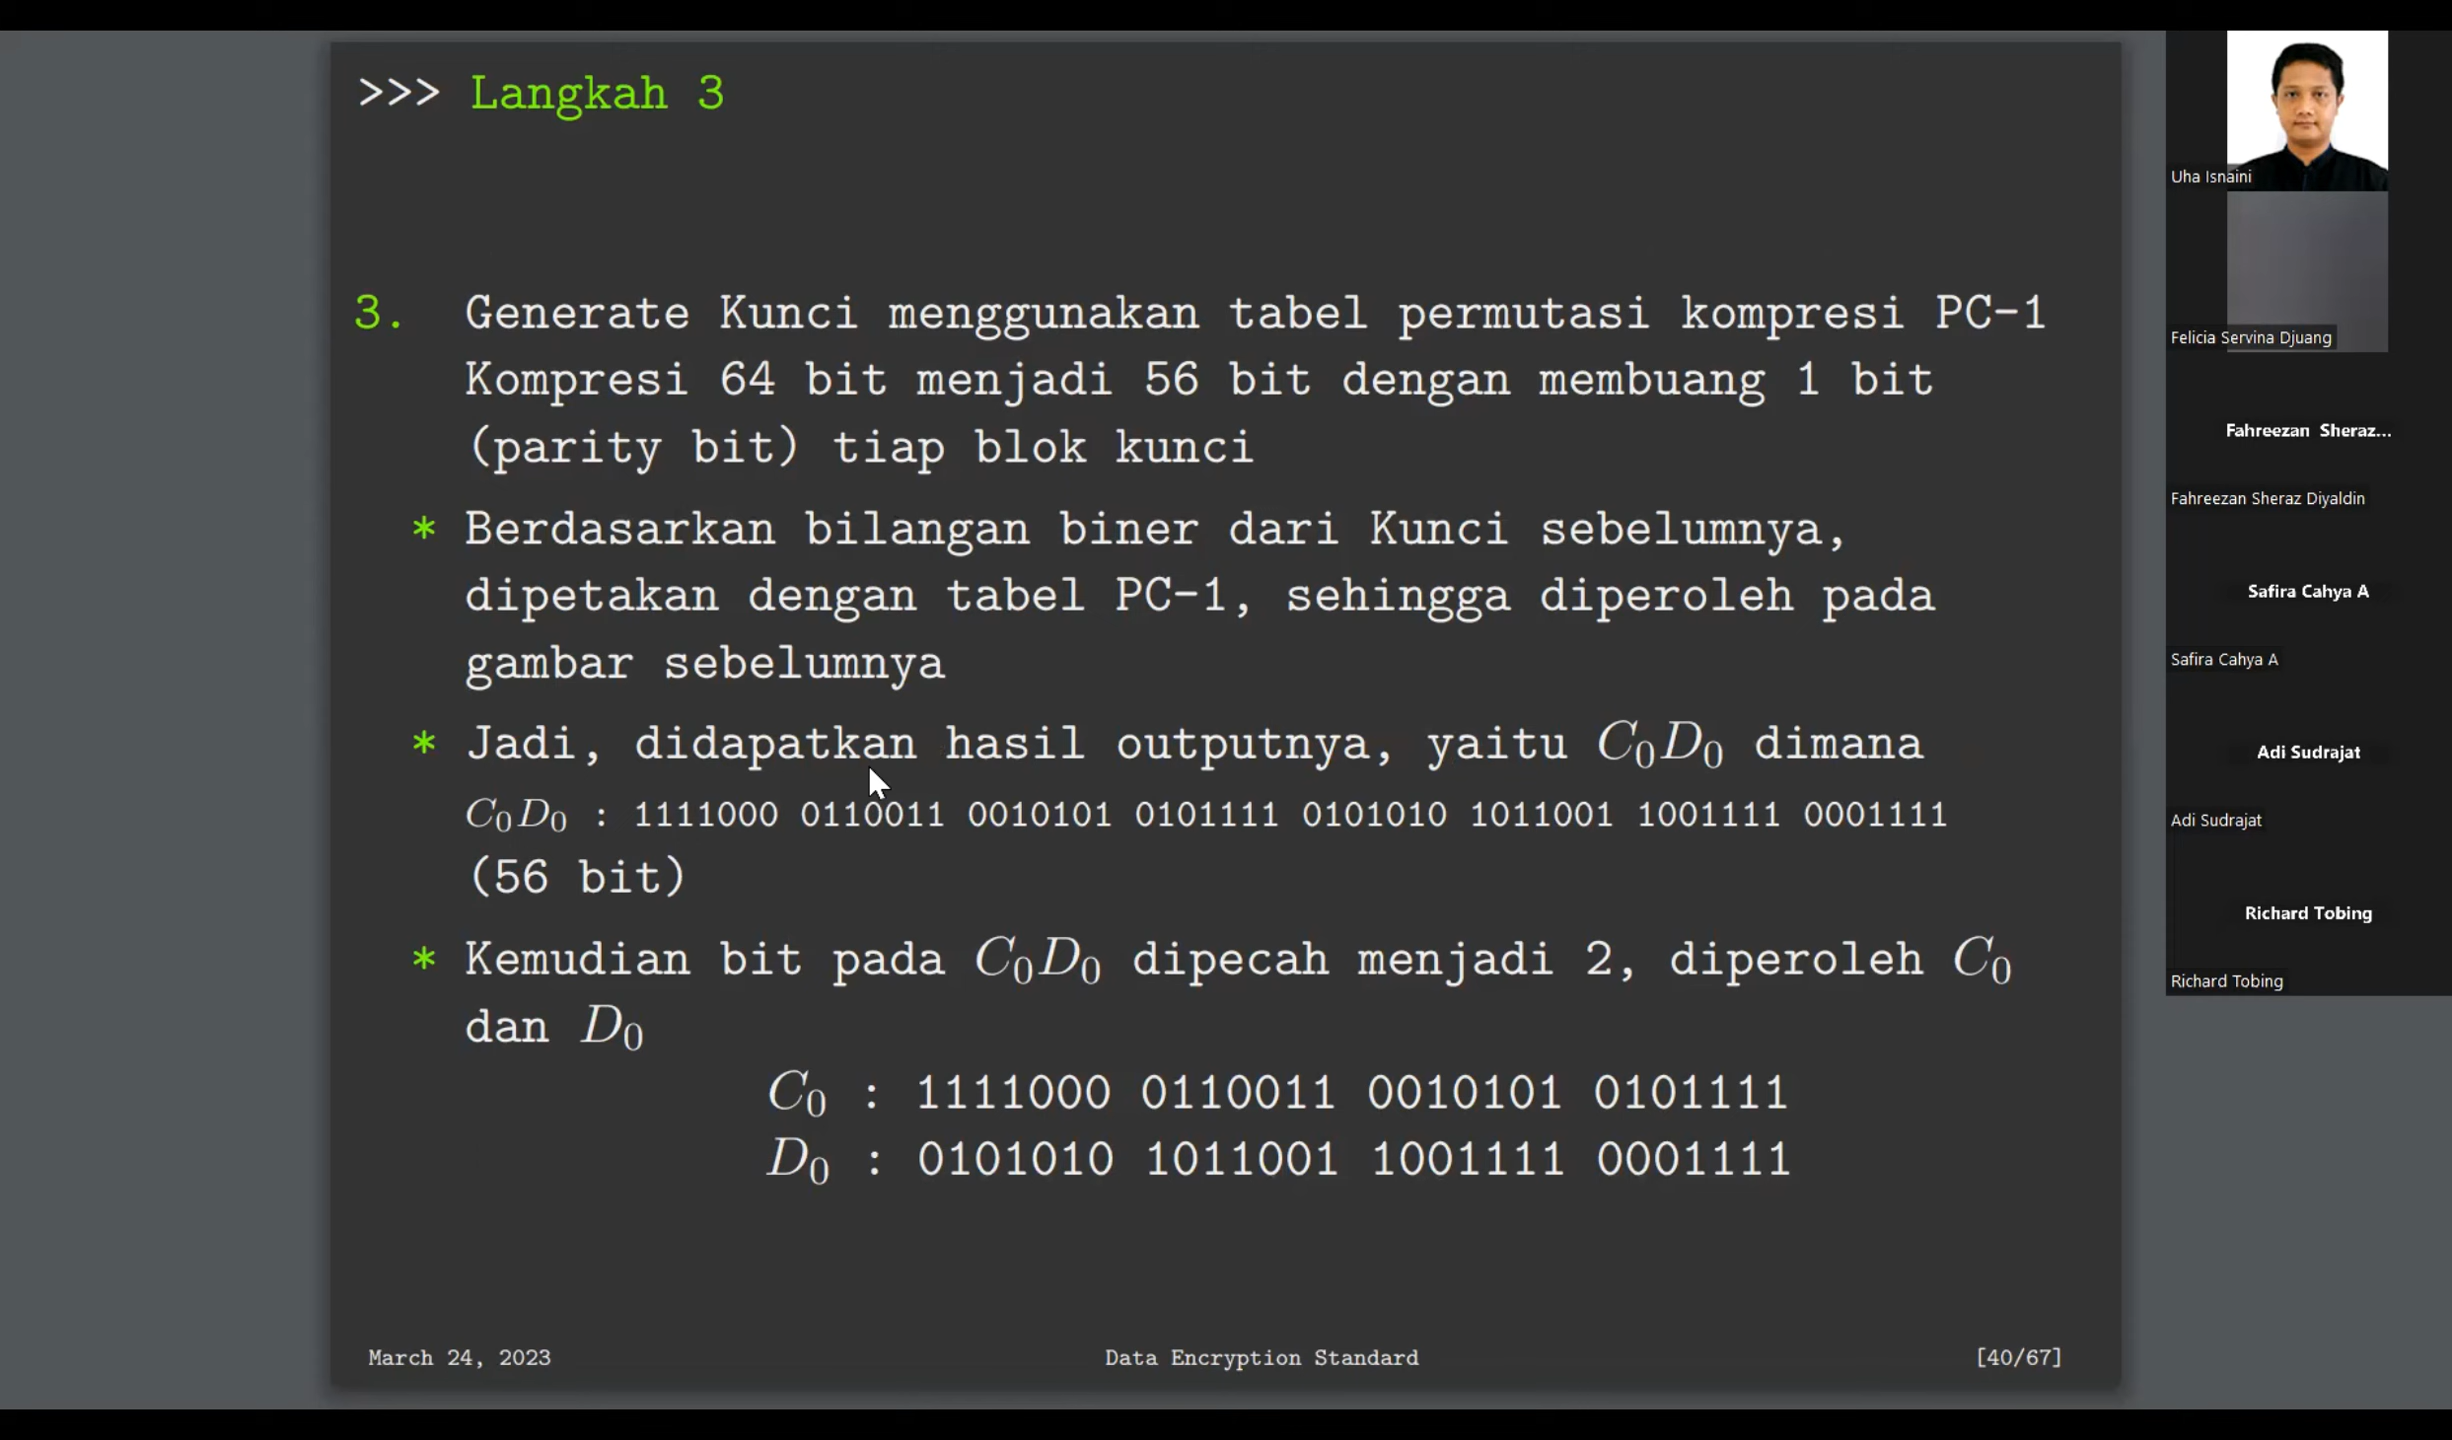 >>> Langkah 3
3. Generate Kunci menggunakan tabel permutasi kompresi PC-1
Kompresi 64 bit menjadi 56 bit dengan membuang 1 bit
(parity bit) tiap blok kunci
* Berdasarkan bilangan biner dari Kunci sebelumnya,
dipetakan dengan tabel PC-1, sehingga diperoleh pada
gambar sebelumnya
* Jadi, didapatkan hasil outputnya, yaitu C₀D₀ dimana
C₀D₀ : 1111000 0110011 0010101 0101111 0101010 1011001 1001111 0001111
(56 bit)
* Kemudian bit pada C₀D₀ dipecah menjadi 2, diperoleh C₀
dan D₀
C₀ : 1111000 0110011 0010101 0101111
D₀ : 0101010 1011001 1001111 0001111
March 24, 2023 Data Encryption Standard [40/67]
Uha Isnaini
Felicia Servina Djuang
Fahreezan Sheraz...
Fahreezan Sheraz Diyaldin
Safira Cahya A
Safira Cahya A
Adi Sudrajat
Adi Sudrajat
Richard Tobing
Richard Tobing